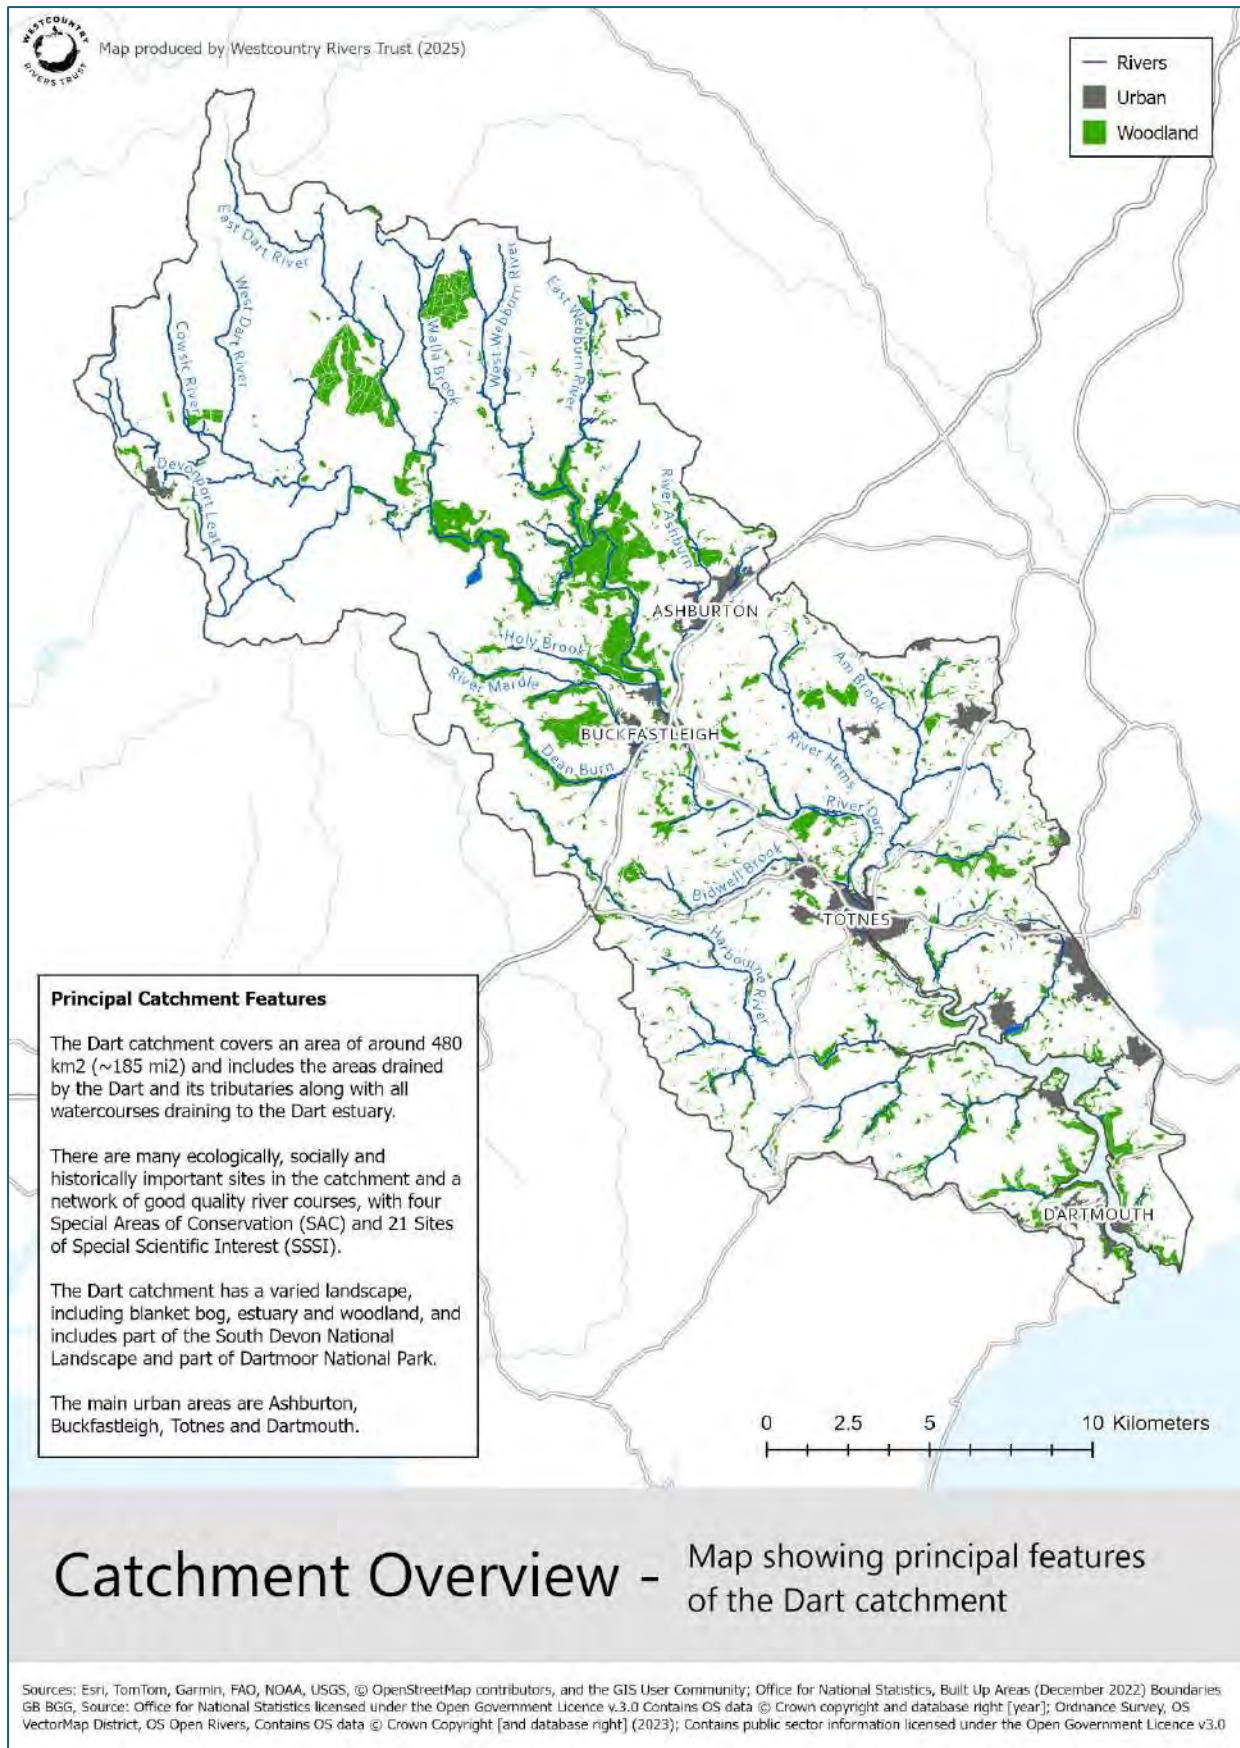 WESTCOUNTRY
RIVERS TRUST
Map produced by Westcountry Rivers Trust (2025)
Rivers
Urban
Woodland
East Dart River
West Dart River
Cowsic River
Walla Brook
West Webburn River
East Webburn River
Devonport Leat
River Ashburn
ASHBURTON
Holy Brook
River Mardle
Am Brook
BUCKFASTLEIGH
Dean Burn
River Hems
River Dart
Bidwell Brook
TOTNES
Harbourne River
DARTMOUTH
Principal Catchment Features
The Dart catchment covers an area of around 480
km2 (~185 mi2) and includes the areas drained
by the Dart and its tributaries along with all
watercourses draining to the Dart estuary.
There are many ecologically, socially and
historically important sites in the catchment and a
network of good quality river courses, with four
Special Areas of Conservation (SAC) and 21 Sites
of Special Scientific Interest (SSSI).
The Dart catchment has a varied landscape,
including blanket bog, estuary and woodland, and
includes part of the South Devon National
Landscape and part of Dartmoor National Park.
The main urban areas are Ashburton,
Buckfastleigh, Totnes and Dartmouth.
0 2.5 5 10 Kilometers
Catchment Overview -
Map showing principal features
of the Dart catchment
Sources: Esri, TomTom, Garmin, FAO, NOAA, USGS, © OpenStreetMap contributors, and the GIS User Community; Office for National Statistics, Built Up Areas (December 2022) Boundaries
GB BGG, Source: Office for National Statistics licensed under the Open Government Licence v.3.0 Contains OS data © Crown copyright and database right [year]; Ordnance Survey, OS
VectorMap District, OS Open Rivers, Contains OS data © Crown Copyright [and database right] (2023); Contains public sector information licensed under the Open Government Licence v3.0